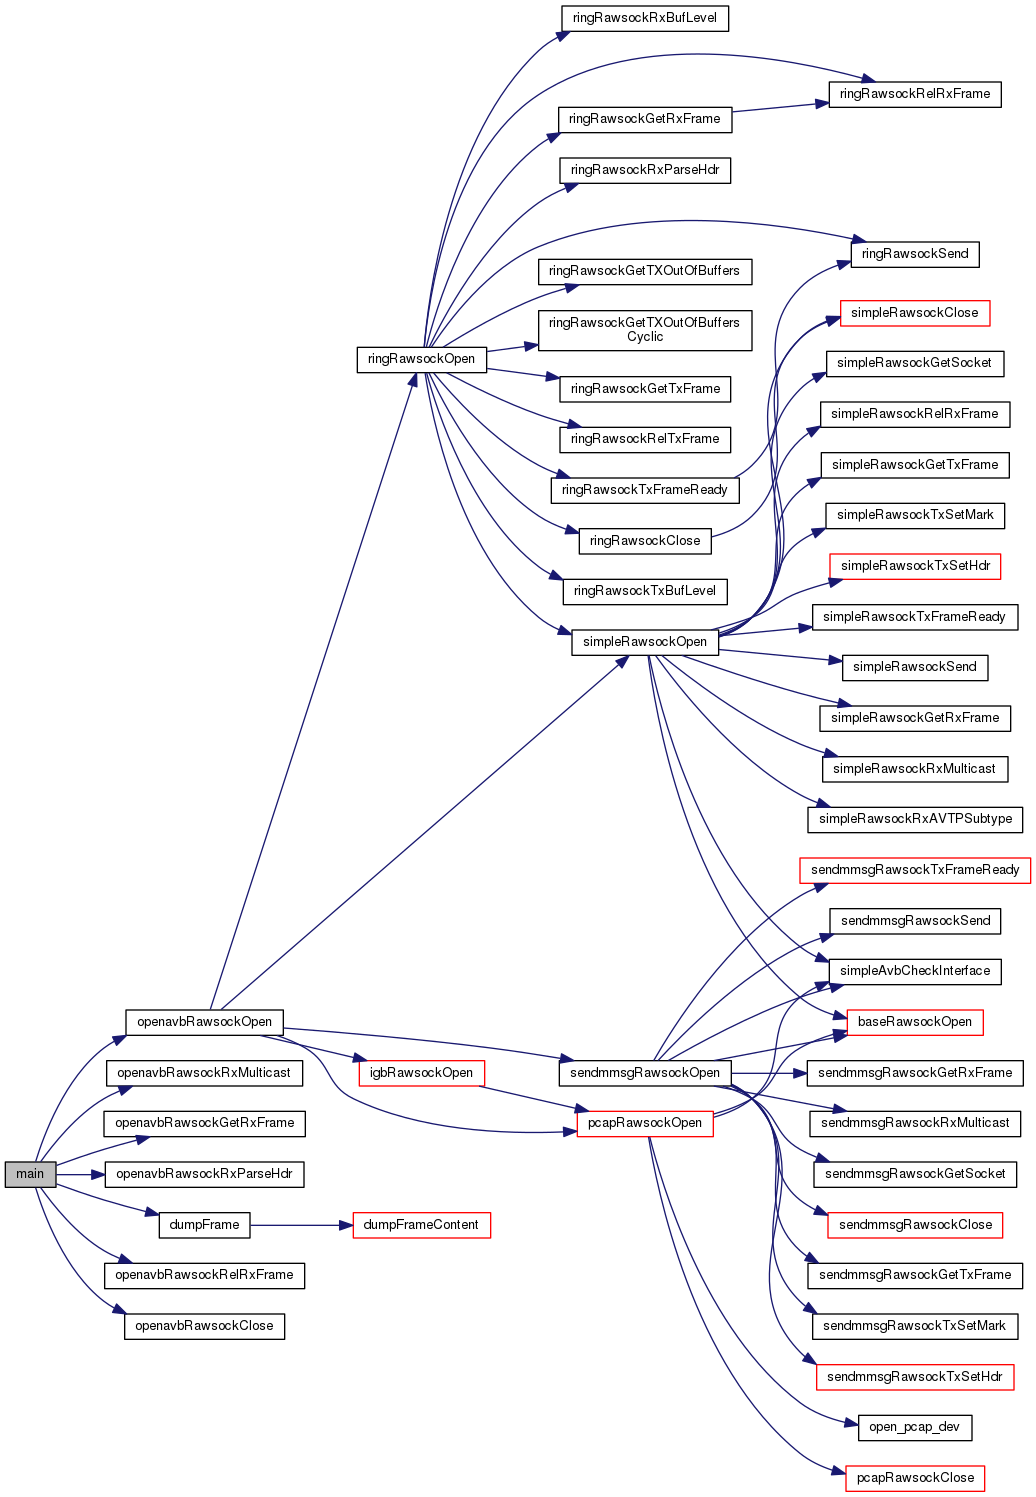 ringRawsockRxBufLevel
ringRawsockRelRxFrame
ringRawsockGetRxFrame
ringRawsockRxParseHdr
ringRawsockSend
ringRawsockGetTXOutOfBuffers
simpleRawsockClose
ringRawsockGetTXOutOfBuffers
Cyclic
ringRawsockOpen
simpleRawsockGetSocket
ringRawsockGetTxFrame
simpleRawsockRelRxFrame
ringRawsockRelTxFrame
simpleRawsockGetTxFrame
ringRawsockTxFrameReady
simpleRawsockTxSetMark
ringRawsockClose
simpleRawsockTxSetHdr
ringRawsockTxBufLevel
simpleRawsockTxFrameReady
simpleRawsockOpen
simpleRawsockSend
simpleRawsockGetRxFrame
simpleRawsockRxMulticast
simpleRawsockRxAVTPSubtype
sendmmsgRawsockTxFrameReady
sendmmsgRawsockSend
simpleAvbCheckInterface
openavbRawsockOpen
baseRawsockOpen
openavbRawsockRxMulticast
igbRawsockOpen
sendmmsgRawsockOpen
sendmmsgRawsockGetRxFrame
openavbRawsockGetRxFrame
pcapRawsockOpen
sendmmsgRawsockRxMulticast
main
openavbRawsockRxParseHdr
sendmmsgRawsockGetSocket
dumpFrame
dumpFrameContent
sendmmsgRawsockClose
openavbRawsockRelRxFrame
sendmmsgRawsockGetTxFrame
openavbRawsockClose
sendmmsgRawsockTxSetMark
sendmmsgRawsockTxSetHdr
open_pcap_dev
pcapRawsockClose